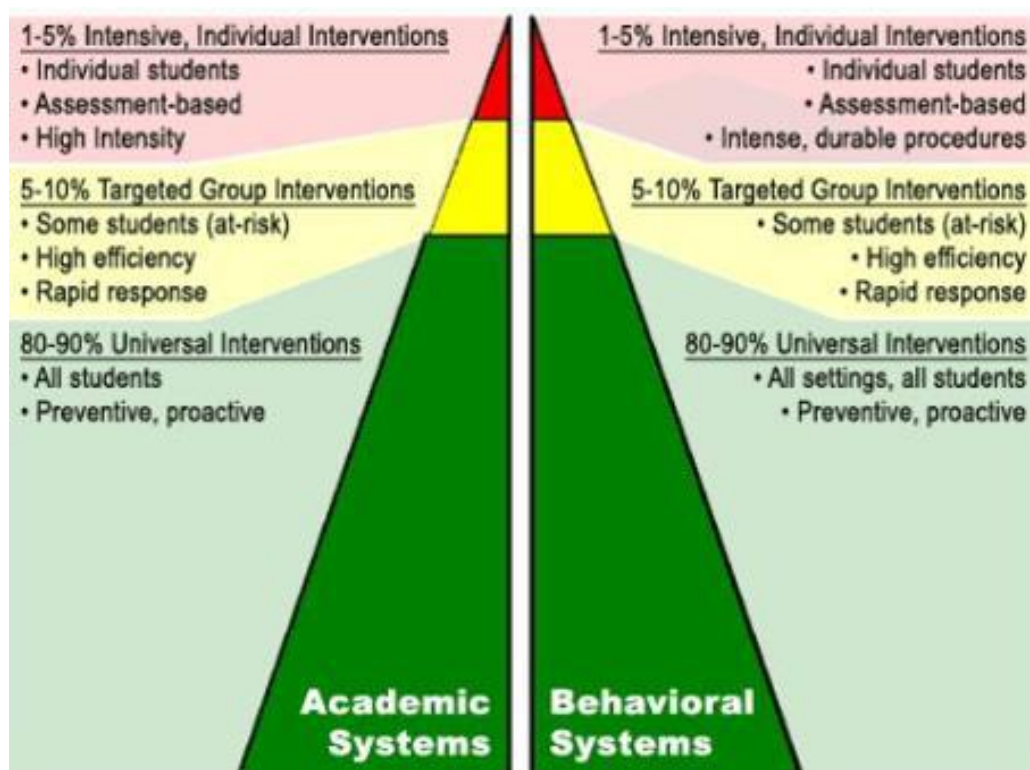 1-5% Intensive, Individual Interventions
• Individual students
• Assessment-based
• High Intensity
5-10% Targeted Group Interventions
• Some students (at-risk)
• High efficiency
• Rapid response
80-90% Universal Interventions
• All students
• Preventive, proactive
Academic
Systems
1-5% Intensive, Individual Interventions
• Individual students
• Assessment-based
• Intense, durable procedures
5-10% Targeted Group Interventions
• Some students (at-risk)
• High efficiency
• Rapid response
80-90% Universal Interventions
• All settings, all students
• Preventive, proactive
Behavioral
Systems